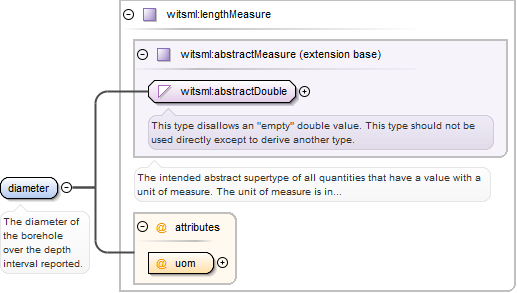 witsml:lengthMeasure
witsml:abstractMeasure (extension base)
witsml:abstractDouble
This type disallows an "empty" double value. This type should not be
used directly except to derive another type.
The intended abstract supertype of all quantities that have a value with a
unit of measure. The unit of measure is in...
diameter
The diameter of
the borehole
over the depth
interval reported.
@ attributes
@ uom